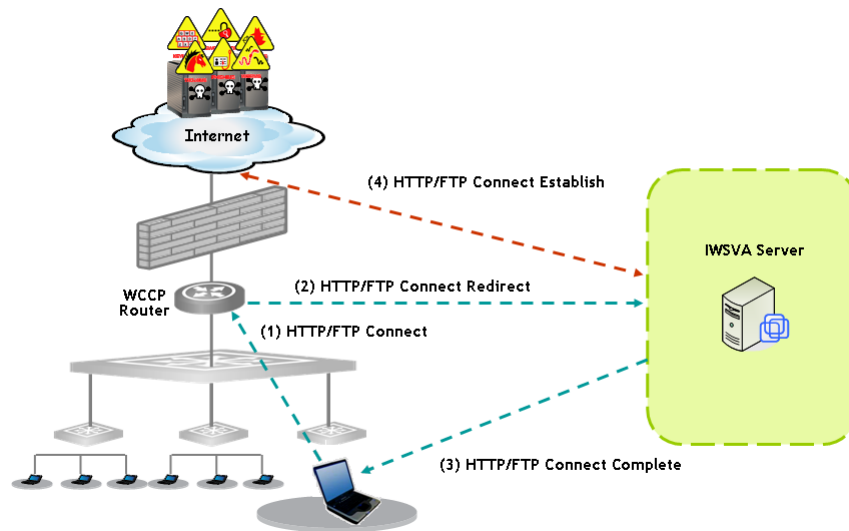 Internet
(4) HTTP/FTP Connect Establish
IWSVA Server
WCCP
Router
(2) HTTP/FTP Connect Redirect
(1) HTTP/FTP Connect
(3) HTTP/FTP Connect Complete